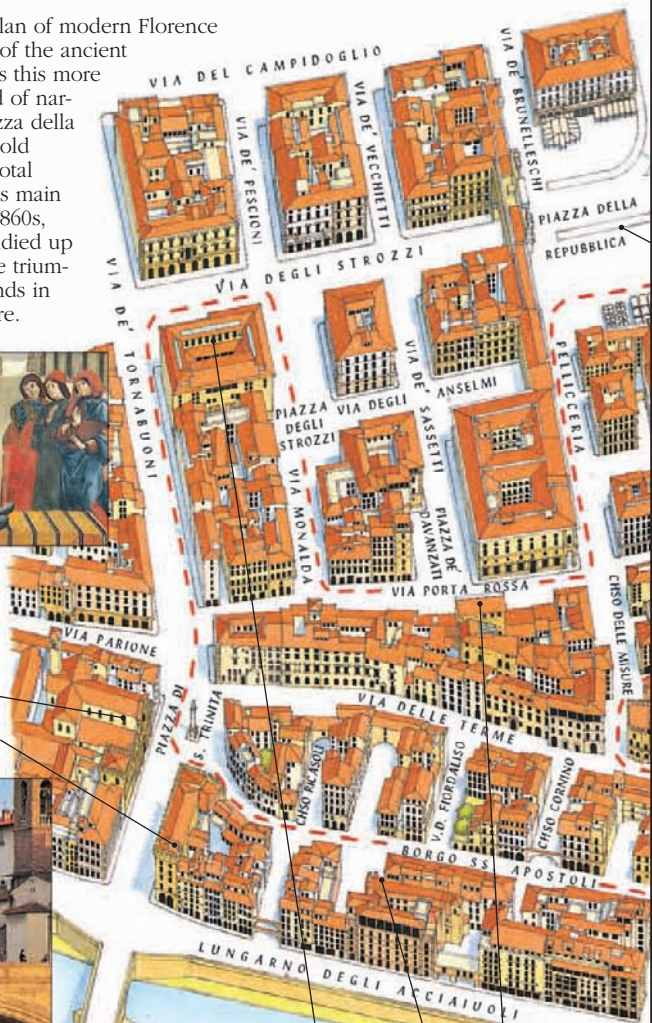 lan of modern Florence
of the ancient
s this more
d of nar-
zza della
old
otal
s main
860s,
died up
e trium-
nds in
re.
VIA DEL CAMPIDOGLIO
VIA DE' PESCIONI
VIA DE' VECCHIETTI
VIA DE' BRUNELLESCHI
PIAZZA DELLA
REPUBBLICA
VIA DEGLI STROZZI
VIA DE' TORNABUONI
PIAZZA
DEGLI
STROZZI
VIA DEGLI ANSELMI
VIA DE' SASSETTI
PELLICCERIA
VIA MONALDA
PIAZZA DE'
DAVANZATI
VIA PORTA ROSSA
CHSO DELLE MISURE
VIA PARIONE
PIAZZA DI
S. TRINITA
VIA DELLE TERME
CHSO RICASOLI
V.D. FIORDALISO
CHSO CORNINO
BORGO SS. APOSTOLI
LUNGARNO DEGLI ACCIAIUOLI